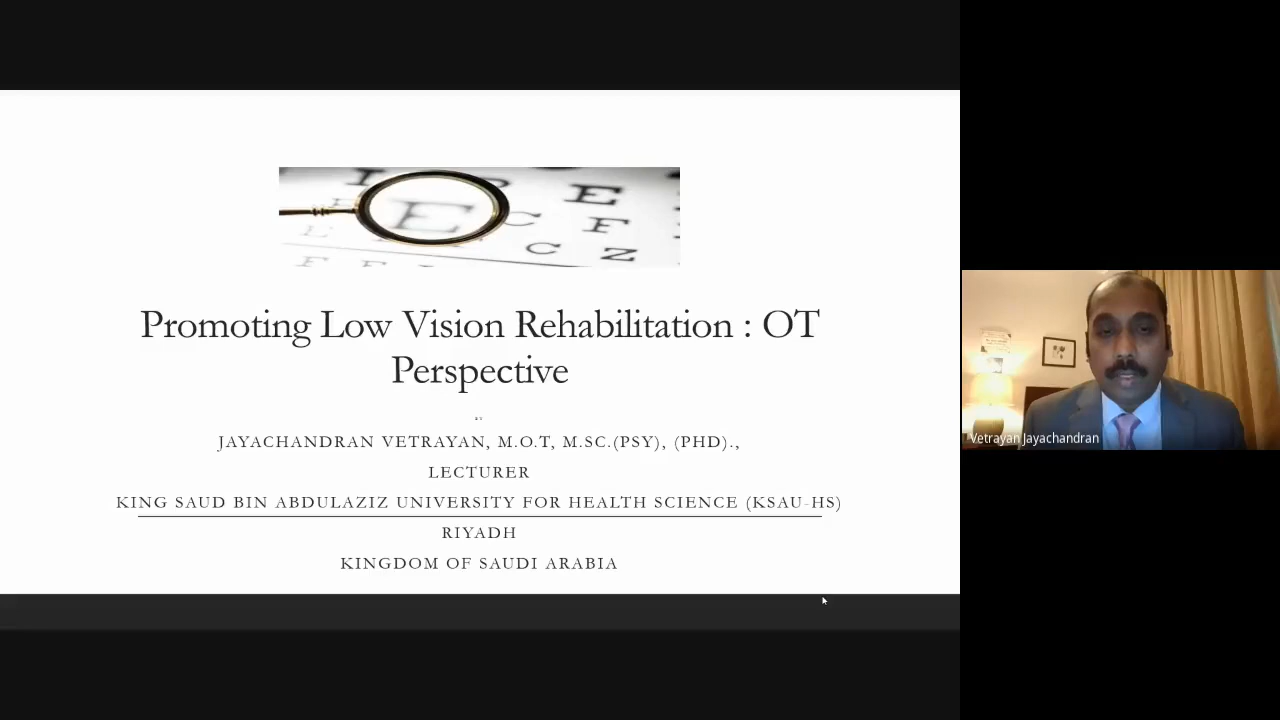 E
E
F
C
C
Z
Promoting Low Vision Rehabilitation : OT
Perspective
BY
JAYACHANDRAN VETRAYAN, M.O.T, M.SC.(PSY), (PHD).,
LECTURER
KING SAUD BIN ABDULAZIZ UNIVERSITY FOR HEALTH SCIENCE (KSAU-HS)
RIYADH
KINGDOM OF SAUDI ARABIA
Vetrayan Jayachandran